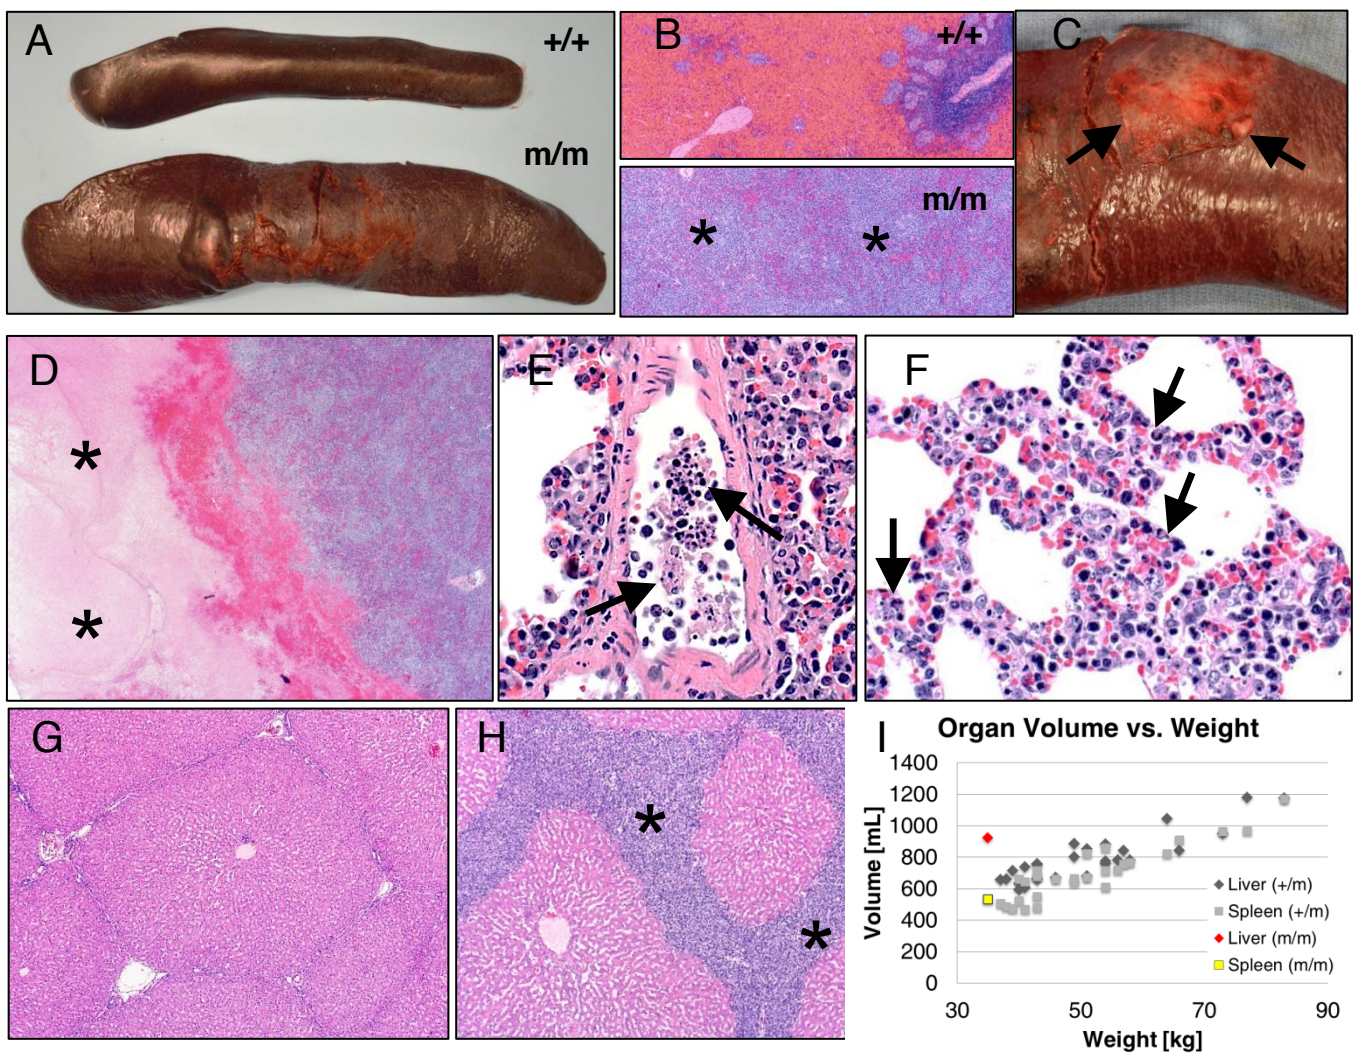 A
+/+
m/m
B
+/+
m/m
*
*
C
D
*
*
E
F
G
H
*
*
I
Organ Volume vs. Weight
Volume [mL]
1400
1200
1000
800
600
400
200
0
Liver (+/m)
Spleen (+/m)
Liver (m/m)
Spleen (m/m)
30
50
70
90
Weight [kg]